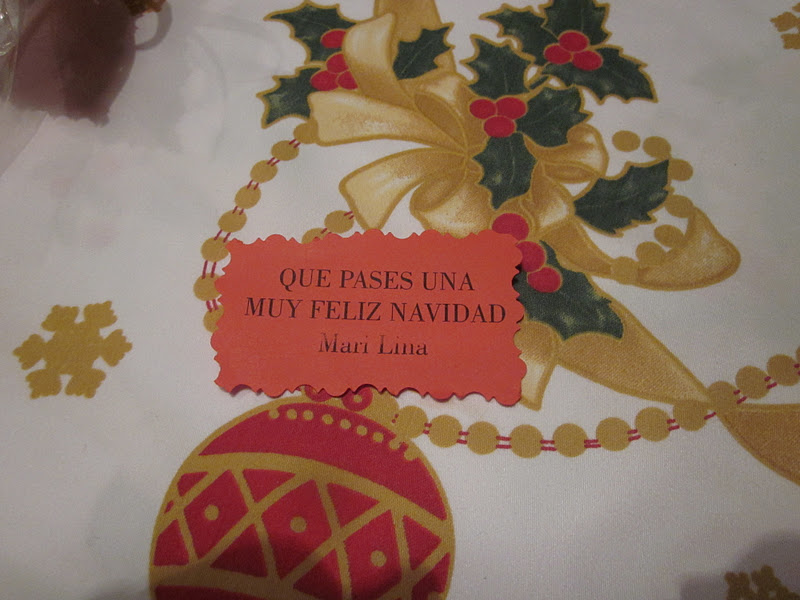 QUE PASES UNA
MUY FELIZ NAVIDAD
Mari Lina